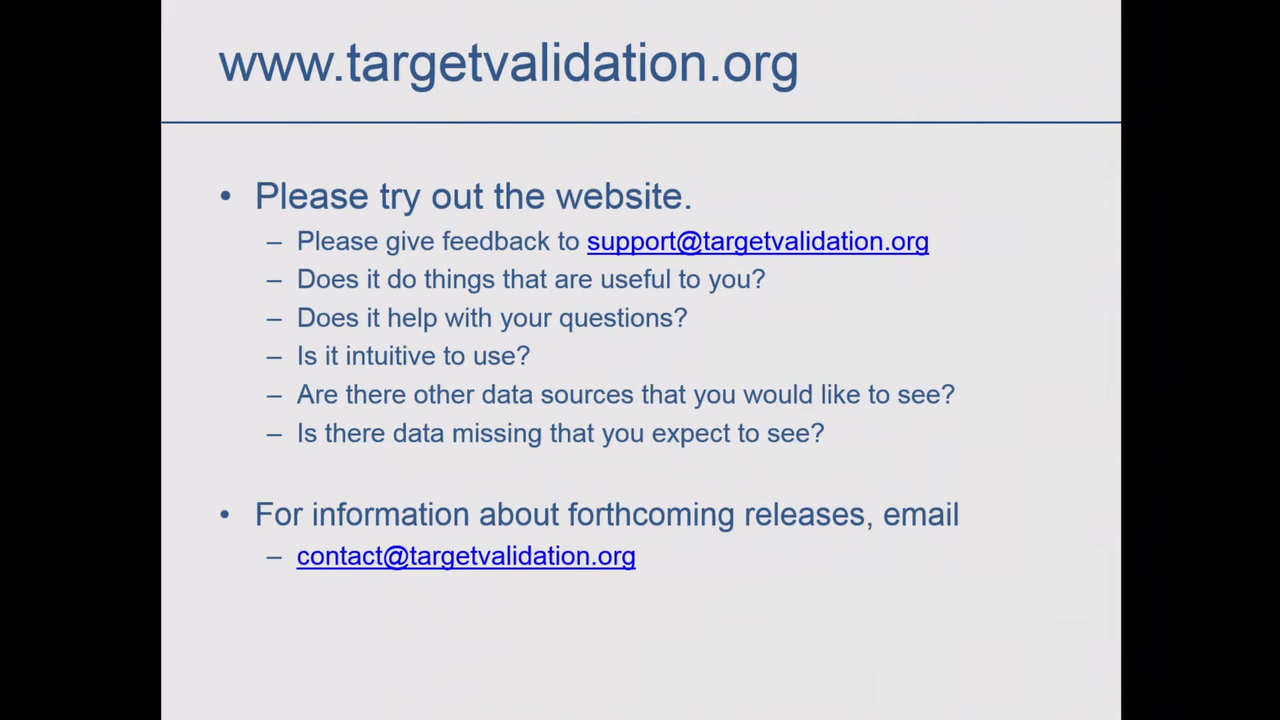 www.targetvalidation.org
• Please try out the website.
– Please give feedback to support@targetvalidation.org
– Does it do things that are useful to you?
– Does it help with your questions?
– Is it intuitive to use?
– Are there other data sources that you would like to see?
– Is there data missing that you expect to see?
• For information about forthcoming releases, email
– contact@targetvalidation.org